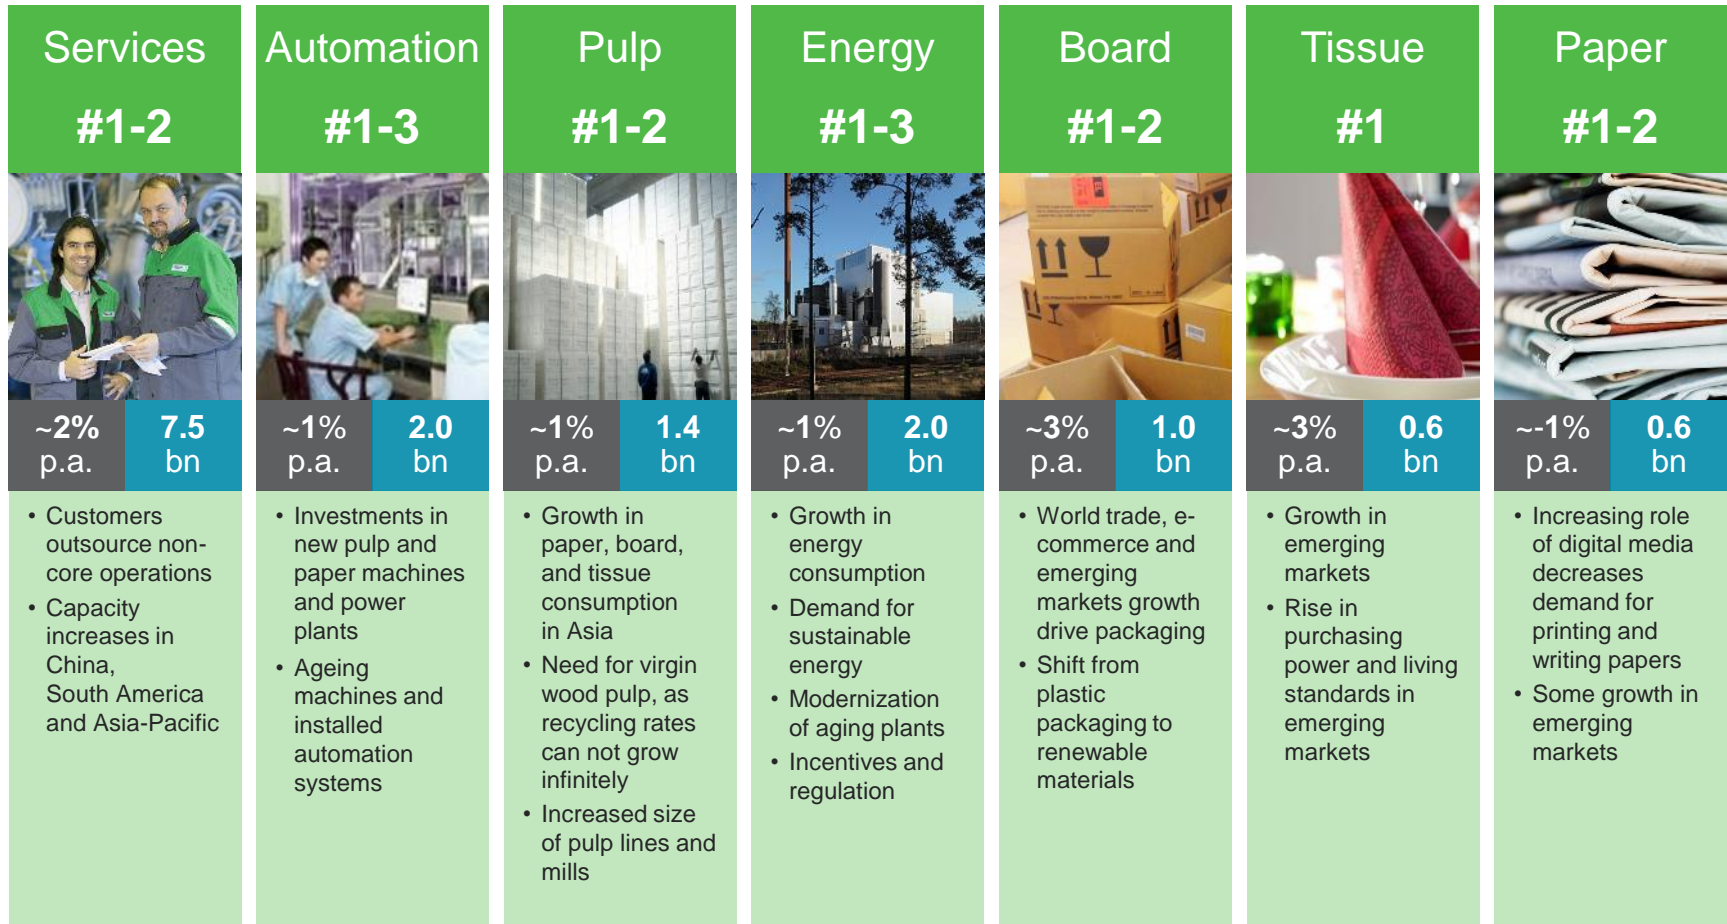 Services
#1-2
~2%
p.a.
7.5
bn
• Customers
outsource non-
core operations
• Capacity
increases in
China,
South America
and Asia-Pacific
Automation
#1-3
~1%
p.a.
2.0
bn
• Investments in
new pulp and
paper machines
and power
plants
• Ageing
machines and
installed
automation
systems
Pulp
#1-2
~1%
p.a.
1.4
bn
• Growth in
paper, board,
and tissue
consumption
in Asia
• Need for virgin
wood pulp, as
recycling rates
can not grow
infinitely
• Increased size
of pulp lines and
mills
Energy
#1-3
~1%
p.a.
2.0
bn
• Growth in
energy
consumption
• Demand for
sustainable
energy
• Modernization
of aging plants
• Incentives and
regulation
Board
#1-2
~3%
p.a.
1.0
bn
• World trade, e-
commerce and
emerging
markets growth
drive packaging
• Shift from
plastic
packaging to
renewable
materials
Tissue
#1
~3%
p.a.
0.6
bn
• Growth in
emerging
markets
• Rise in
purchasing
power and living
standards in
emerging
markets
Paper
#1-2
~-1%
p.a.
0.6
bn
• Increasing role
of digital media
decreases
demand for
printing and
writing papers
• Some growth in
emerging
markets